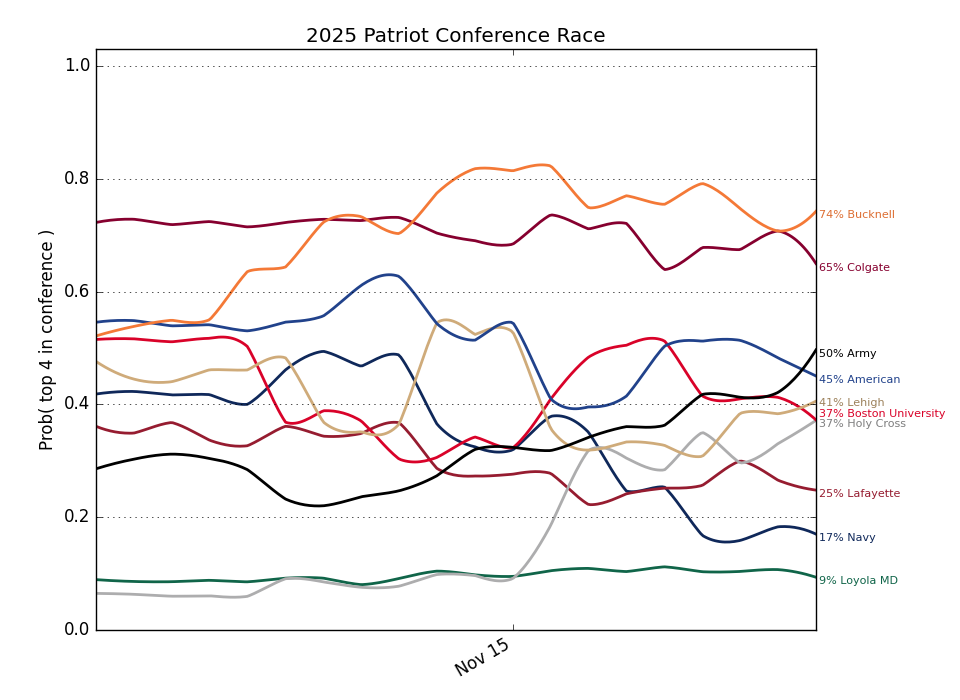 2025 Patriot Conference Race
Prob( top 4 in conference )
1.0
0.8
0.6
0.4
0.2
0.0
Nov 15
74% Bucknell
65% Colgate
50% Army
45% American
41% Lehigh
37% Boston University
37% Holy Cross
25% Lafayette
17% Navy
9% Loyola MD